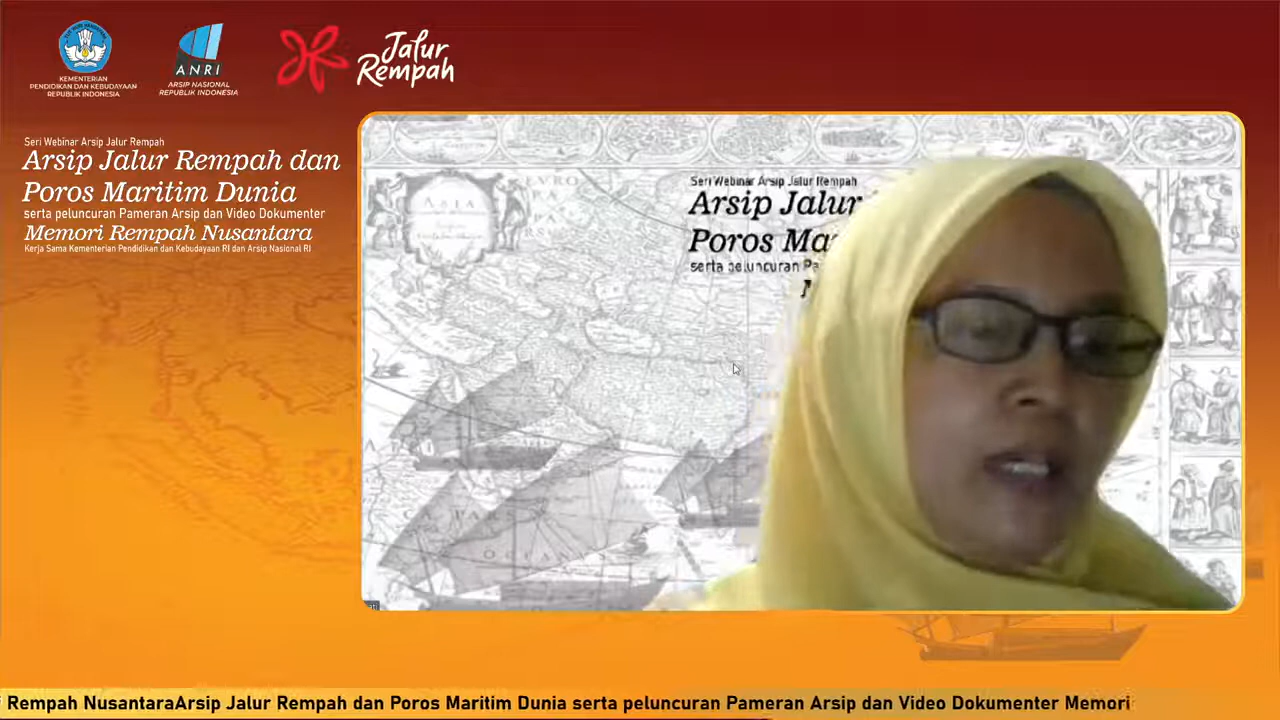 KEMENTERIAN
PENDIDIKAN DAN KEBUDAYAAN
REPUBLIK INDONESIA
ANRI
ARSIP NASIONAL
REPUBLIK INDONESIA
Jalur
Rempah
Seri Webinar Arsip Jalur Rempah
Arsip Jalur Rempah dan
Poros Maritim Dunia
serta peluncuran Pameran Arsip dan Video Dokumenter
Memori Rempah Nusantara
Kerja Sama Kementerian Pendidikan dan Kebudayaan RI dan Arsip Nasional RI
ASIA
Seri Webinar Arsip Jalur Rempah
Arsip Jalur
Poros Ma
serta peluncuran P
Rempah NusantaraArsip Jalur Rempah dan Poros Maritim Dunia serta peluncuran Pameran Arsip dan Video Dokumenter Memori